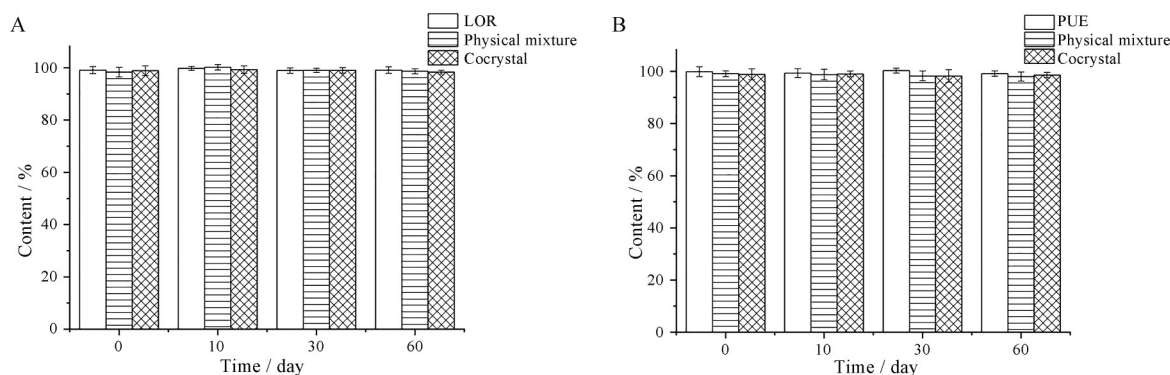 A
LOR
Physical mixture
Cocrystal
100
80
60
40
20
0
Content / %
0 10 30 60
Time / day
B
PUE
Physical mixture
Cocrystal
100
80
60
40
20
0
Content / %
0 10 30 60
Time / day